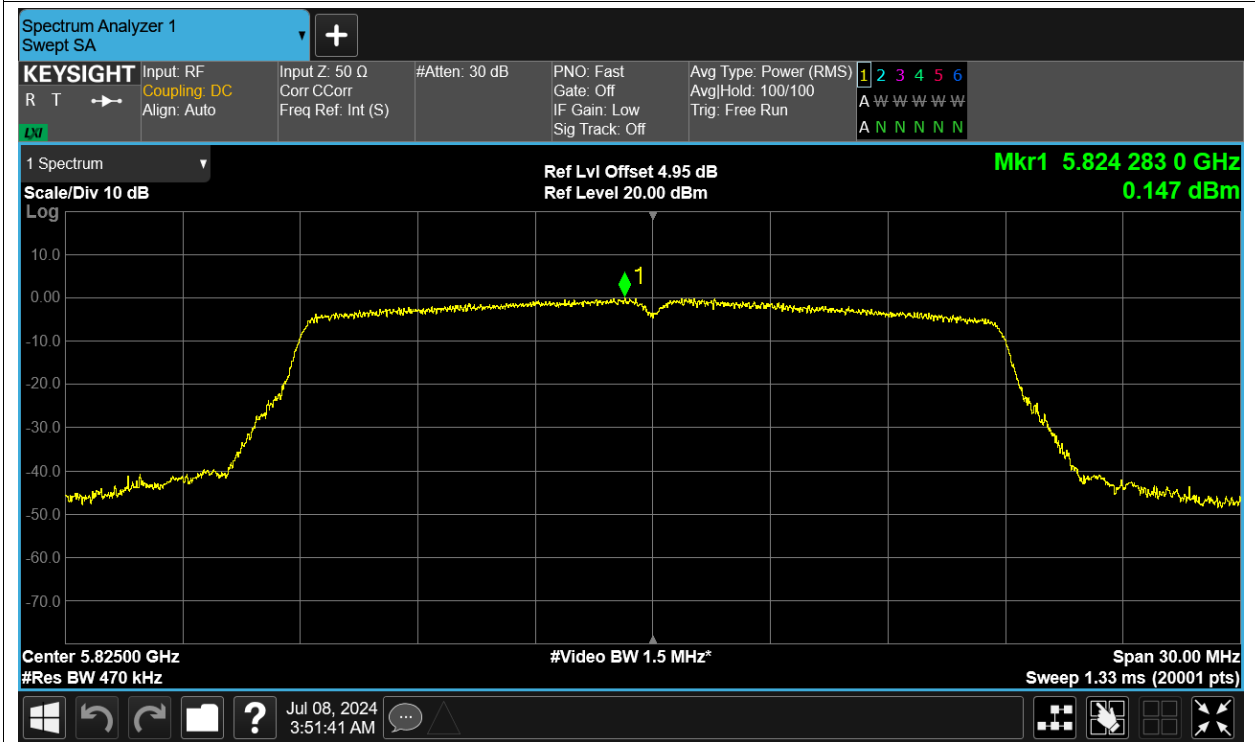 Spectrum Analyzer 1
Swept SA
+
KEYSIGHT
R T
LXI
Input: RF
Coupling: DC
Align: Auto
Input Z: 50 Ω
Corr CCorr
Freq Ref: Int (S)
#Atten: 30 dB
PNO: Fast
Gate: Off
IF Gain: Low
Sig Track: Off
Avg Type: Power (RMS)
Avg|Hold: 100/100
Trig: Free Run
1 2 3 4 5 6
A W W W W W
A N N N N N
1 Spectrum
Scale/Div 10 dB
Log
Ref Lvl Offset 4.95 dB
Ref Level 20.00 dBm
Mkr1 5.824 283 0 GHz
0.147 dBm
1
10.0
0.00
-10.0
-20.0
-30.0
-40.0
-50.0
-60.0
-70.0
Center 5.82500 GHz
#Res BW 470 kHz
#Video BW 1.5 MHz*
Span 30.00 MHz
Sweep 1.33 ms (20001 pts)
?
Jul 08, 2024
3:51:41 AM